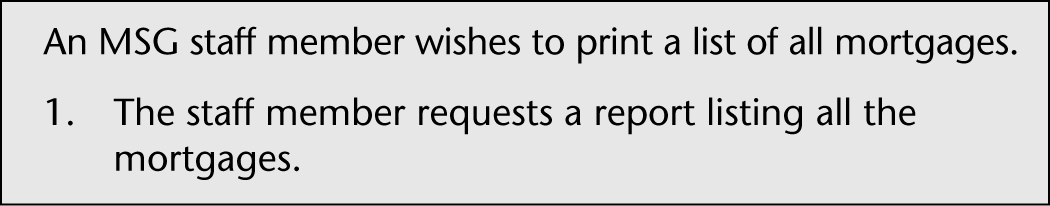 An MSG staff member wishes to print a list of all mortgages.
1. The staff member requests a report listing all the
mortgages.